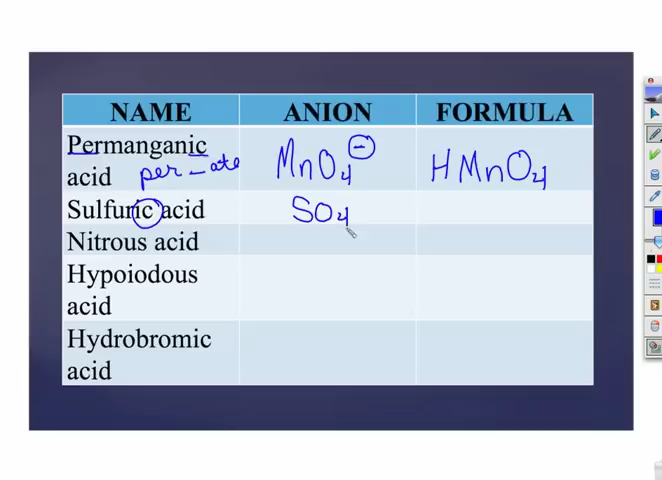 NAME ANION FORMULA
Permanganic acid per - ate MnO4 - HMnO4
Sulfuric acid SO4
Nitrous acid
Hypoiodous acid
Hydrobromic acid